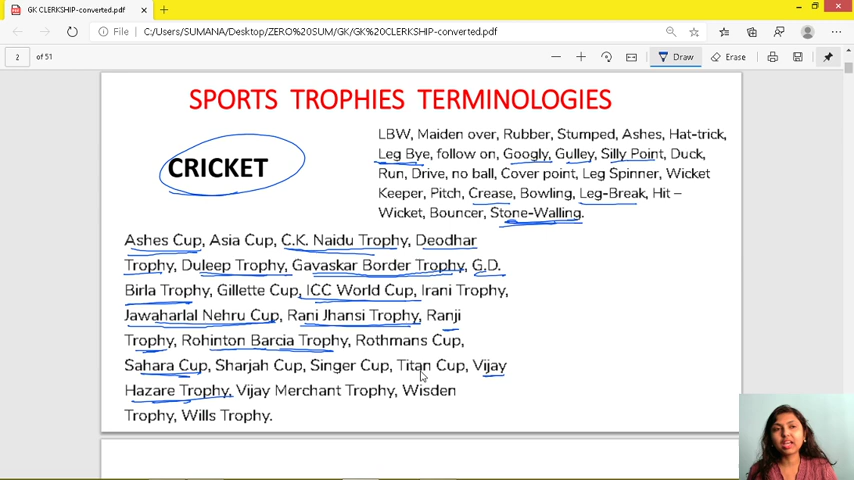 GK CLERKSHIP-converted.pdf
File
C:/Users/SUMANA/Desktop/ZERO%20SUM/GK/GK%20CLERKSHIP-converted.pdf
2 of 51
Draw
Erase
SPORTS TROPHIES TERMINOLOGIES
CRICKET
LBW, Maiden over, Rubber, Stumped, Ashes, Hat-trick,
Leg Bye, follow on, Googly, Gulley, Silly Point, Duck,
Run, Drive, no ball, Cover point, Leg Spinner, Wicket
Keeper, Pitch, Crease, Bowling, Leg-Break, Hit –
Wicket, Bouncer, Stone-Walling.
Ashes Cup, Asia Cup, C.K. Naidu Trophy, Deodhar
Trophy, Duleep Trophy, Gavaskar Border Trophy, G.D.
Birla Trophy, Gillette Cup, ICC World Cup, Irani Trophy,
Jawaharlal Nehru Cup, Rani Jhansi Trophy, Ranji
Trophy, Rohinton Barcia Trophy, Rothmans Cup,
Sahara Cup, Sharjah Cup, Singer Cup, Titan Cup, Vijay
Hazare Trophy, Vijay Merchant Trophy, Wisden
Trophy, Wills Trophy.